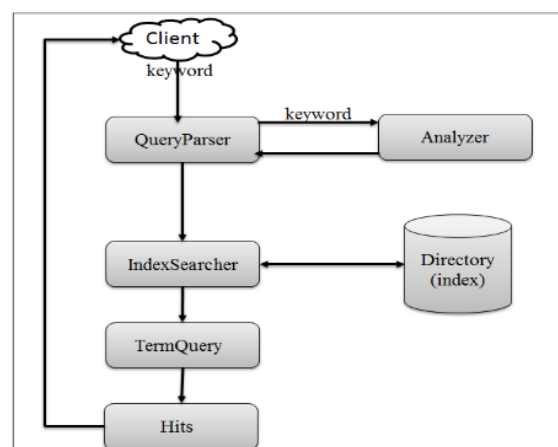 Client
keyword
keyword
QueryParser
Analyzer
IndexSearcher
Directory
(index)
TermQuery
Hits